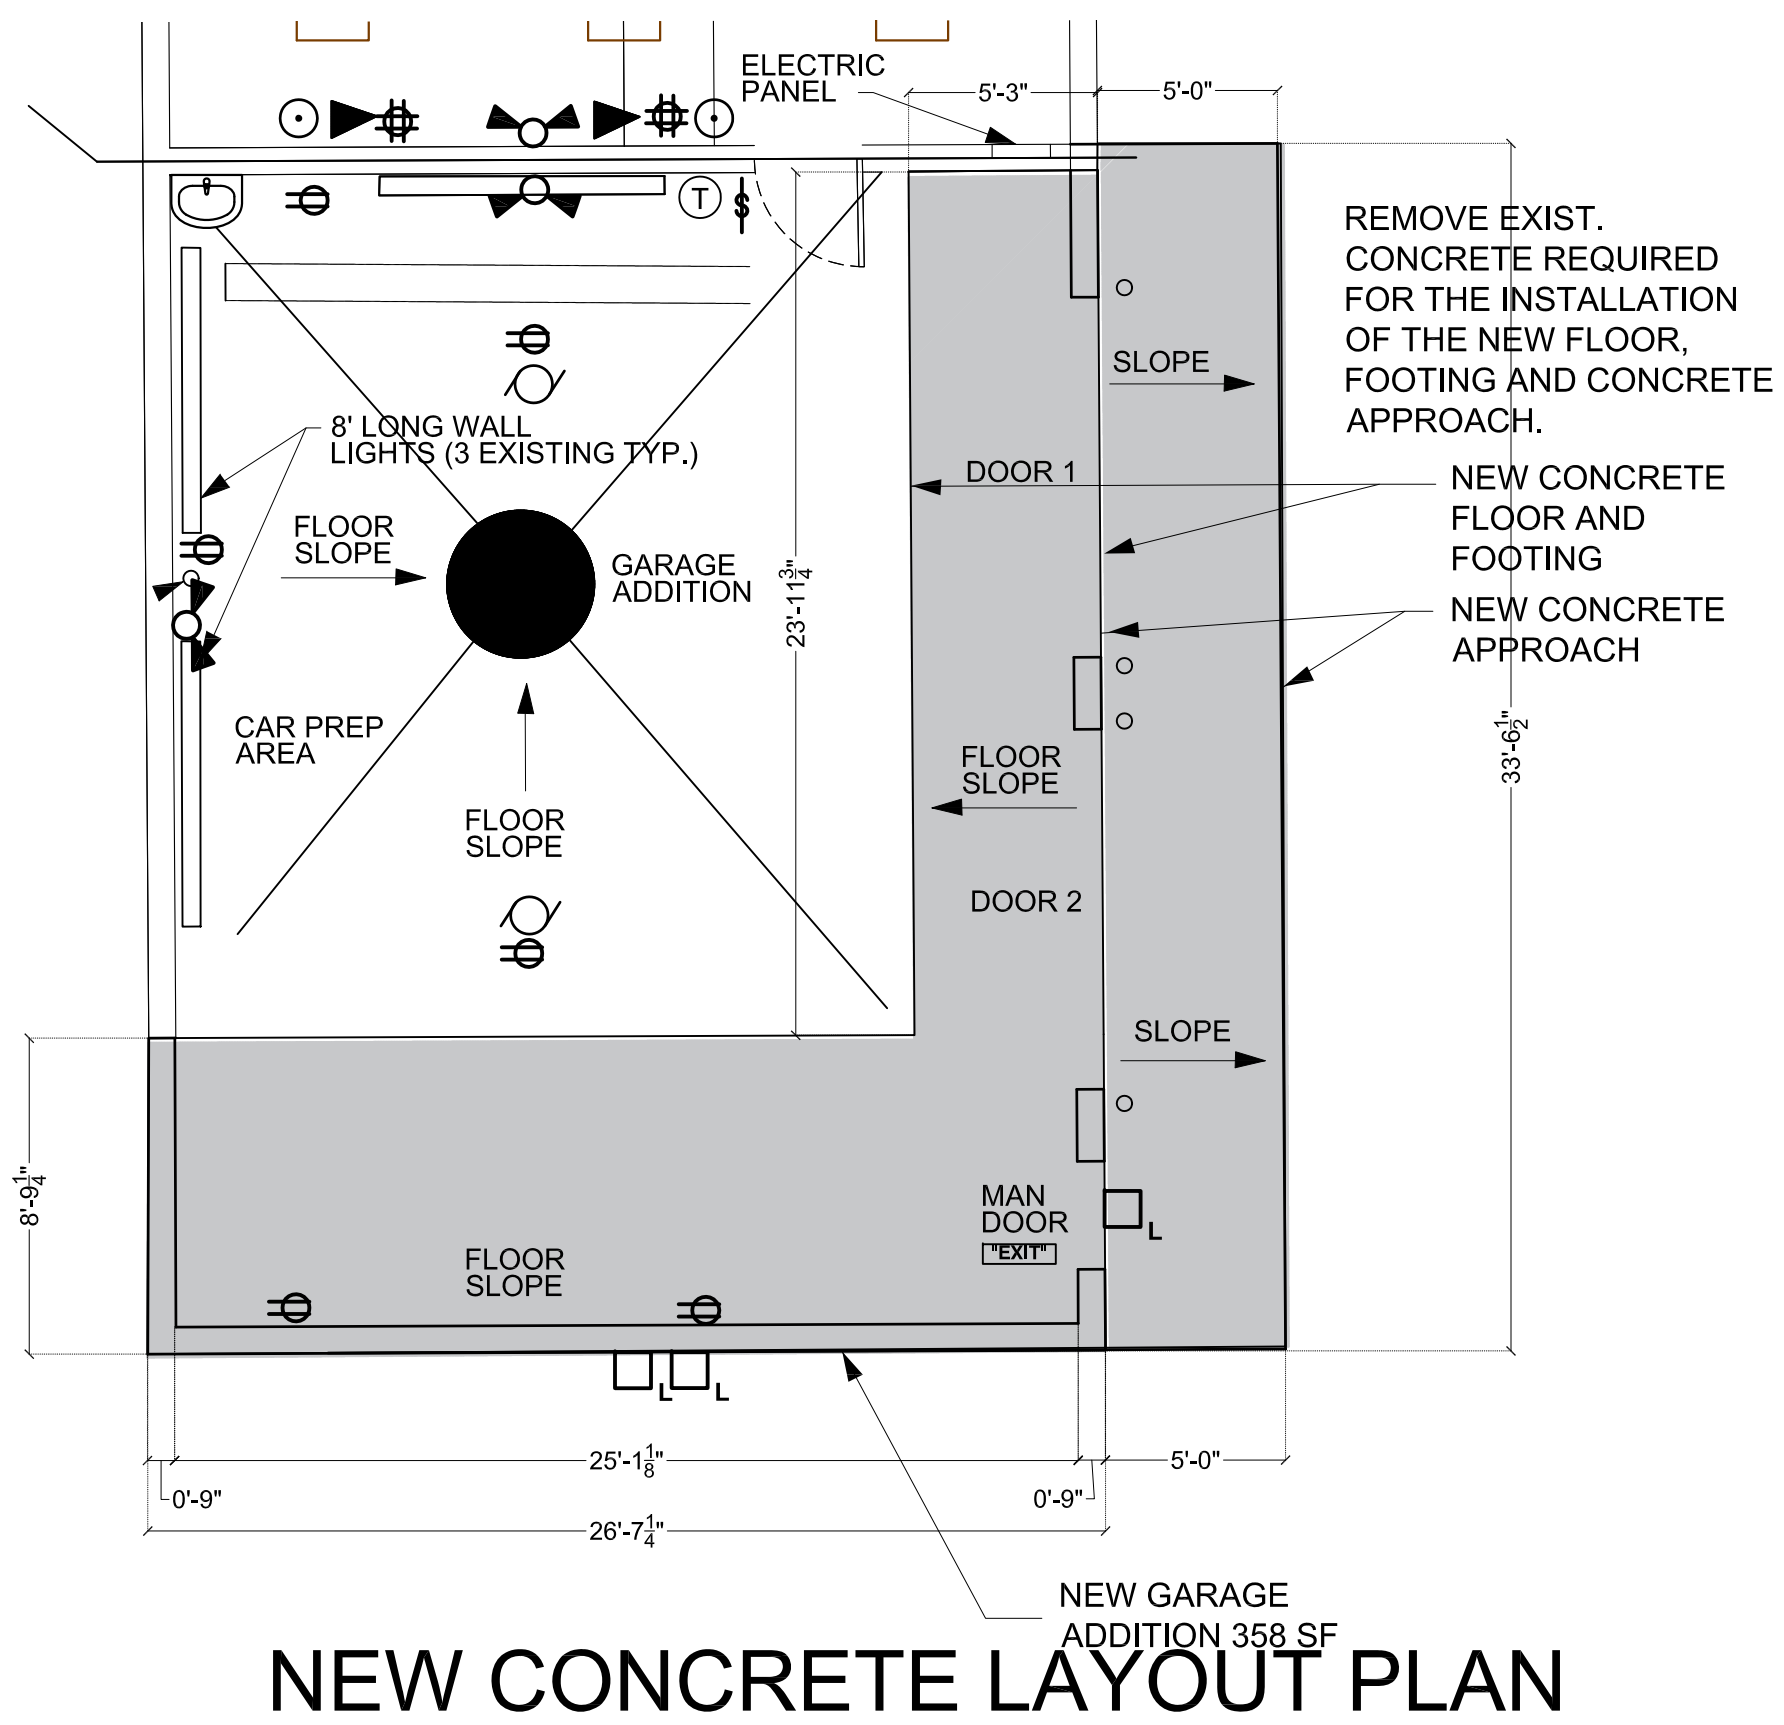 ELECTRIC
PANEL
5'-3"
5'-0"
T
$
REMOVE EXIST.
CONCRETE REQUIRED
FOR THE INSTALLATION
OF THE NEW FLOOR,
FOOTING AND CONCRETE
APPROACH.
SLOPE
8' LONG WALL
LIGHTS (3 EXISTING TYP.)
DOOR 1
NEW CONCRETE
FLOOR AND
FOOTING
FLOOR
SLOPE
GARAGE
ADDITION
23'-11 3/4"
NEW CONCRETE
APPROACH
CAR PREP
AREA
33'-6 1/2"
FLOOR
SLOPE
FLOOR
SLOPE
DOOR 2
SLOPE
8'-9 1/4"
MAN
DOOR
"EXIT"
L
FLOOR
SLOPE
L
L
25'-1 1/8"
5'-0"
0'-9"
0'-9"
26'-7 1/4"
NEW GARAGE
ADDITION 358 SF
NEW CONCRETE LAYOUT PLAN